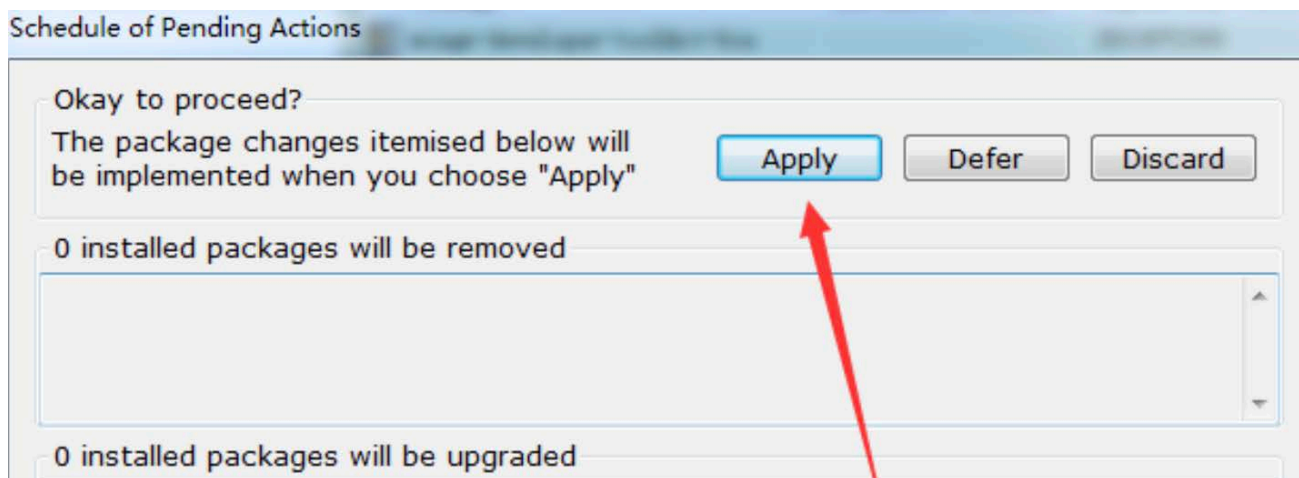 Schedule of Pending Actions
Okay to proceed?
The package changes itemised below will
be implemented when you choose "Apply"
Apply
Defer
Discard
0 installed packages will be removed
0 installed packages will be upgraded